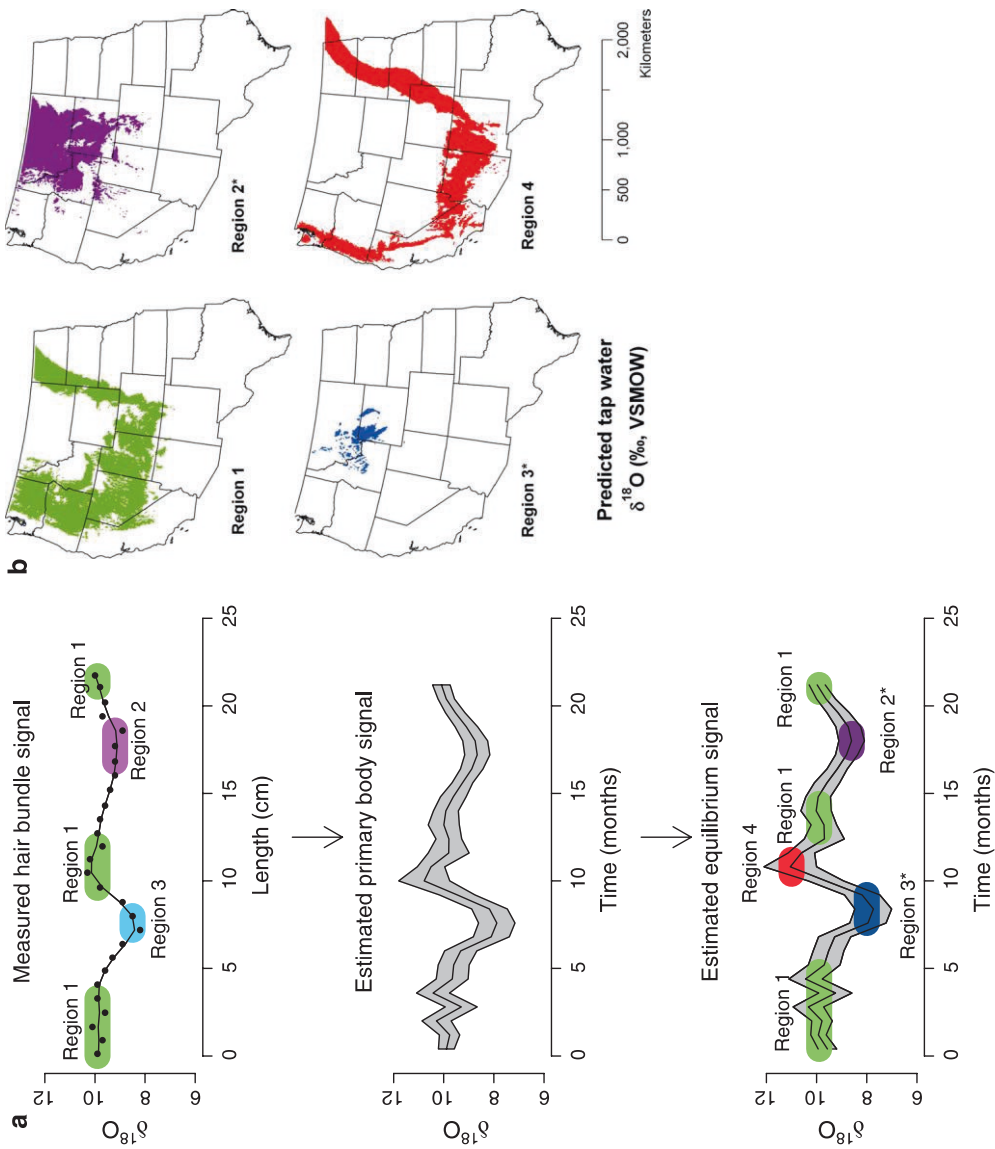 a
Measured hair bundle signal
12
10
8
6
δ¹⁸O
Region 1
Region 3
Region 1
Region 2
Region 1
0
5
10
15
20
25
Length (cm)
Estimated primary body signal
12
10
8
6
δ¹⁸O
0
5
10
15
20
25
Time (months)
Estimated equilibrium signal
12
10
8
6
δ¹⁸O
Region 1
Region 3*
Region 4
Region 1
Region 2*
Region 1
0
5
10
15
20
25
Time (months)
b
Region 1
Region 2*
Region 3*
Region 4
Predicted tap water
δ¹⁸O (‰, VSMOW)
0
500
1,000
2,000
Kilometers